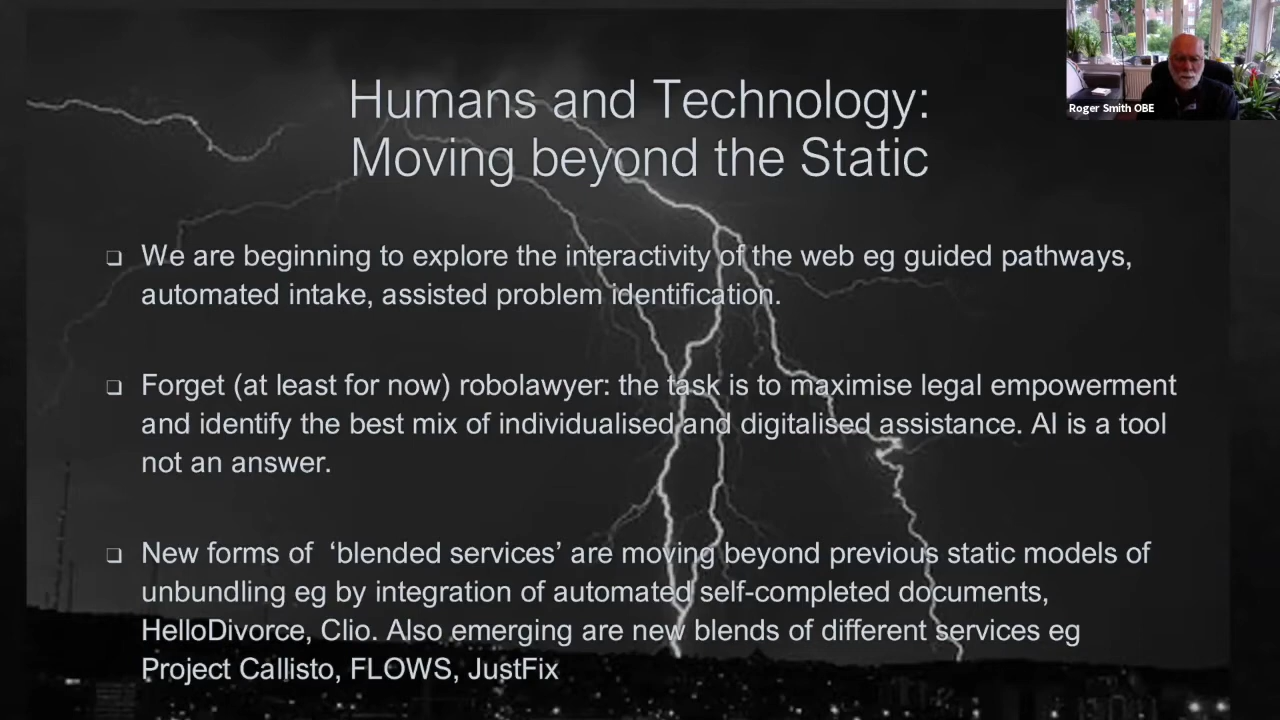 Humans and Technology:
Moving beyond the Static
Roger Smith OBE
❑ We are beginning to explore the interactivity of the web eg guided pathways,
automated intake, assisted problem identification.
❑ Forget (at least for now) robolawyer: the task is to maximise legal empowerment
and identify the best mix of individualised and digitalised assistance. AI is a tool
not an answer.
❑ New forms of ‘blended services’ are moving beyond previous static models of
unbundling eg by integration of automated self-completed documents,
HelloDivorce, Clio. Also emerging are new blends of different services eg
Project Callisto, FLOWS, JustFix